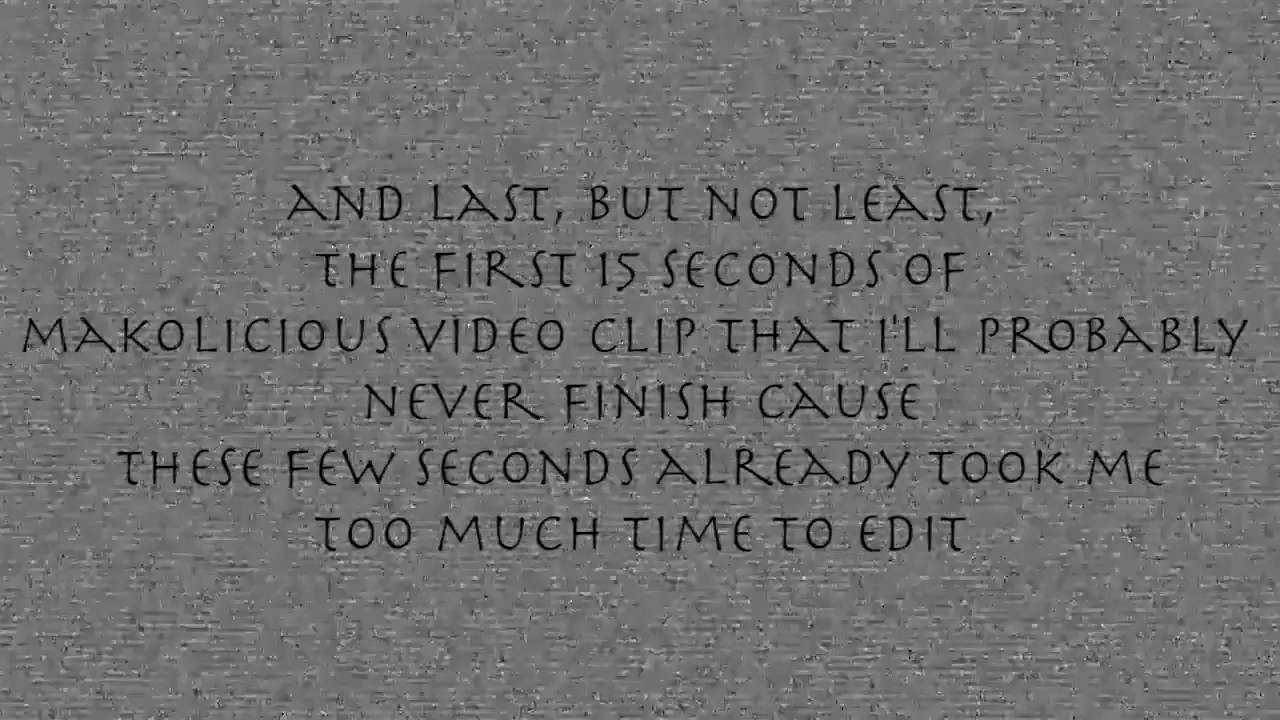 AND LAST, BUT NOT LEAST,
THE FIRST 15 SECONDS OF
MAKOLICIOUS VIDEO CLIP THAT I'LL PROBABLY
NEVER FINISH CAUSE
THESE FEW SECONDS ALREADY TOOK ME
TOO MUCH TIME TO EDIT